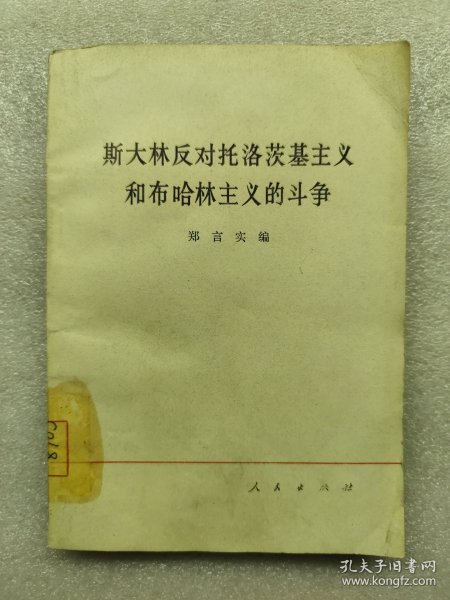 斯大林反对托洛茨基主义
和布哈林主义的斗争
郑言实编
人民出版社
孔夫子旧书网
www.kongfz.com